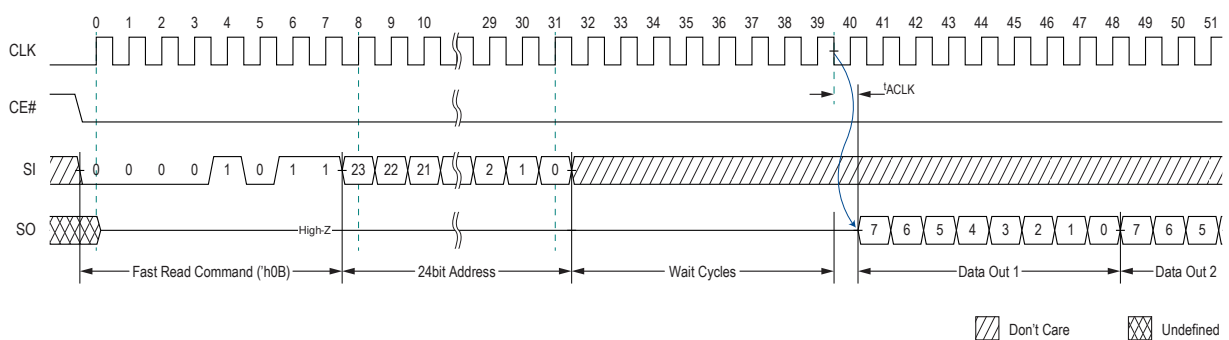 0 1 2 3 4 5 6 7 8 9 10 29 30 31 32 33 34 35 36 37 38 39 40 41 42 43 44 45 46 47 48 49 50 51
CLK
tACLK
CE#
SI 0 0 0 0 1 0 1 1 23 22 21 2 1 0
SO High-Z 7 6 5 4 3 2 1 0 7 6 5
Fast Read Command ('h0B) 24bit Address Wait Cycles Data Out 1 Data Out 2
Don't Care Undefined